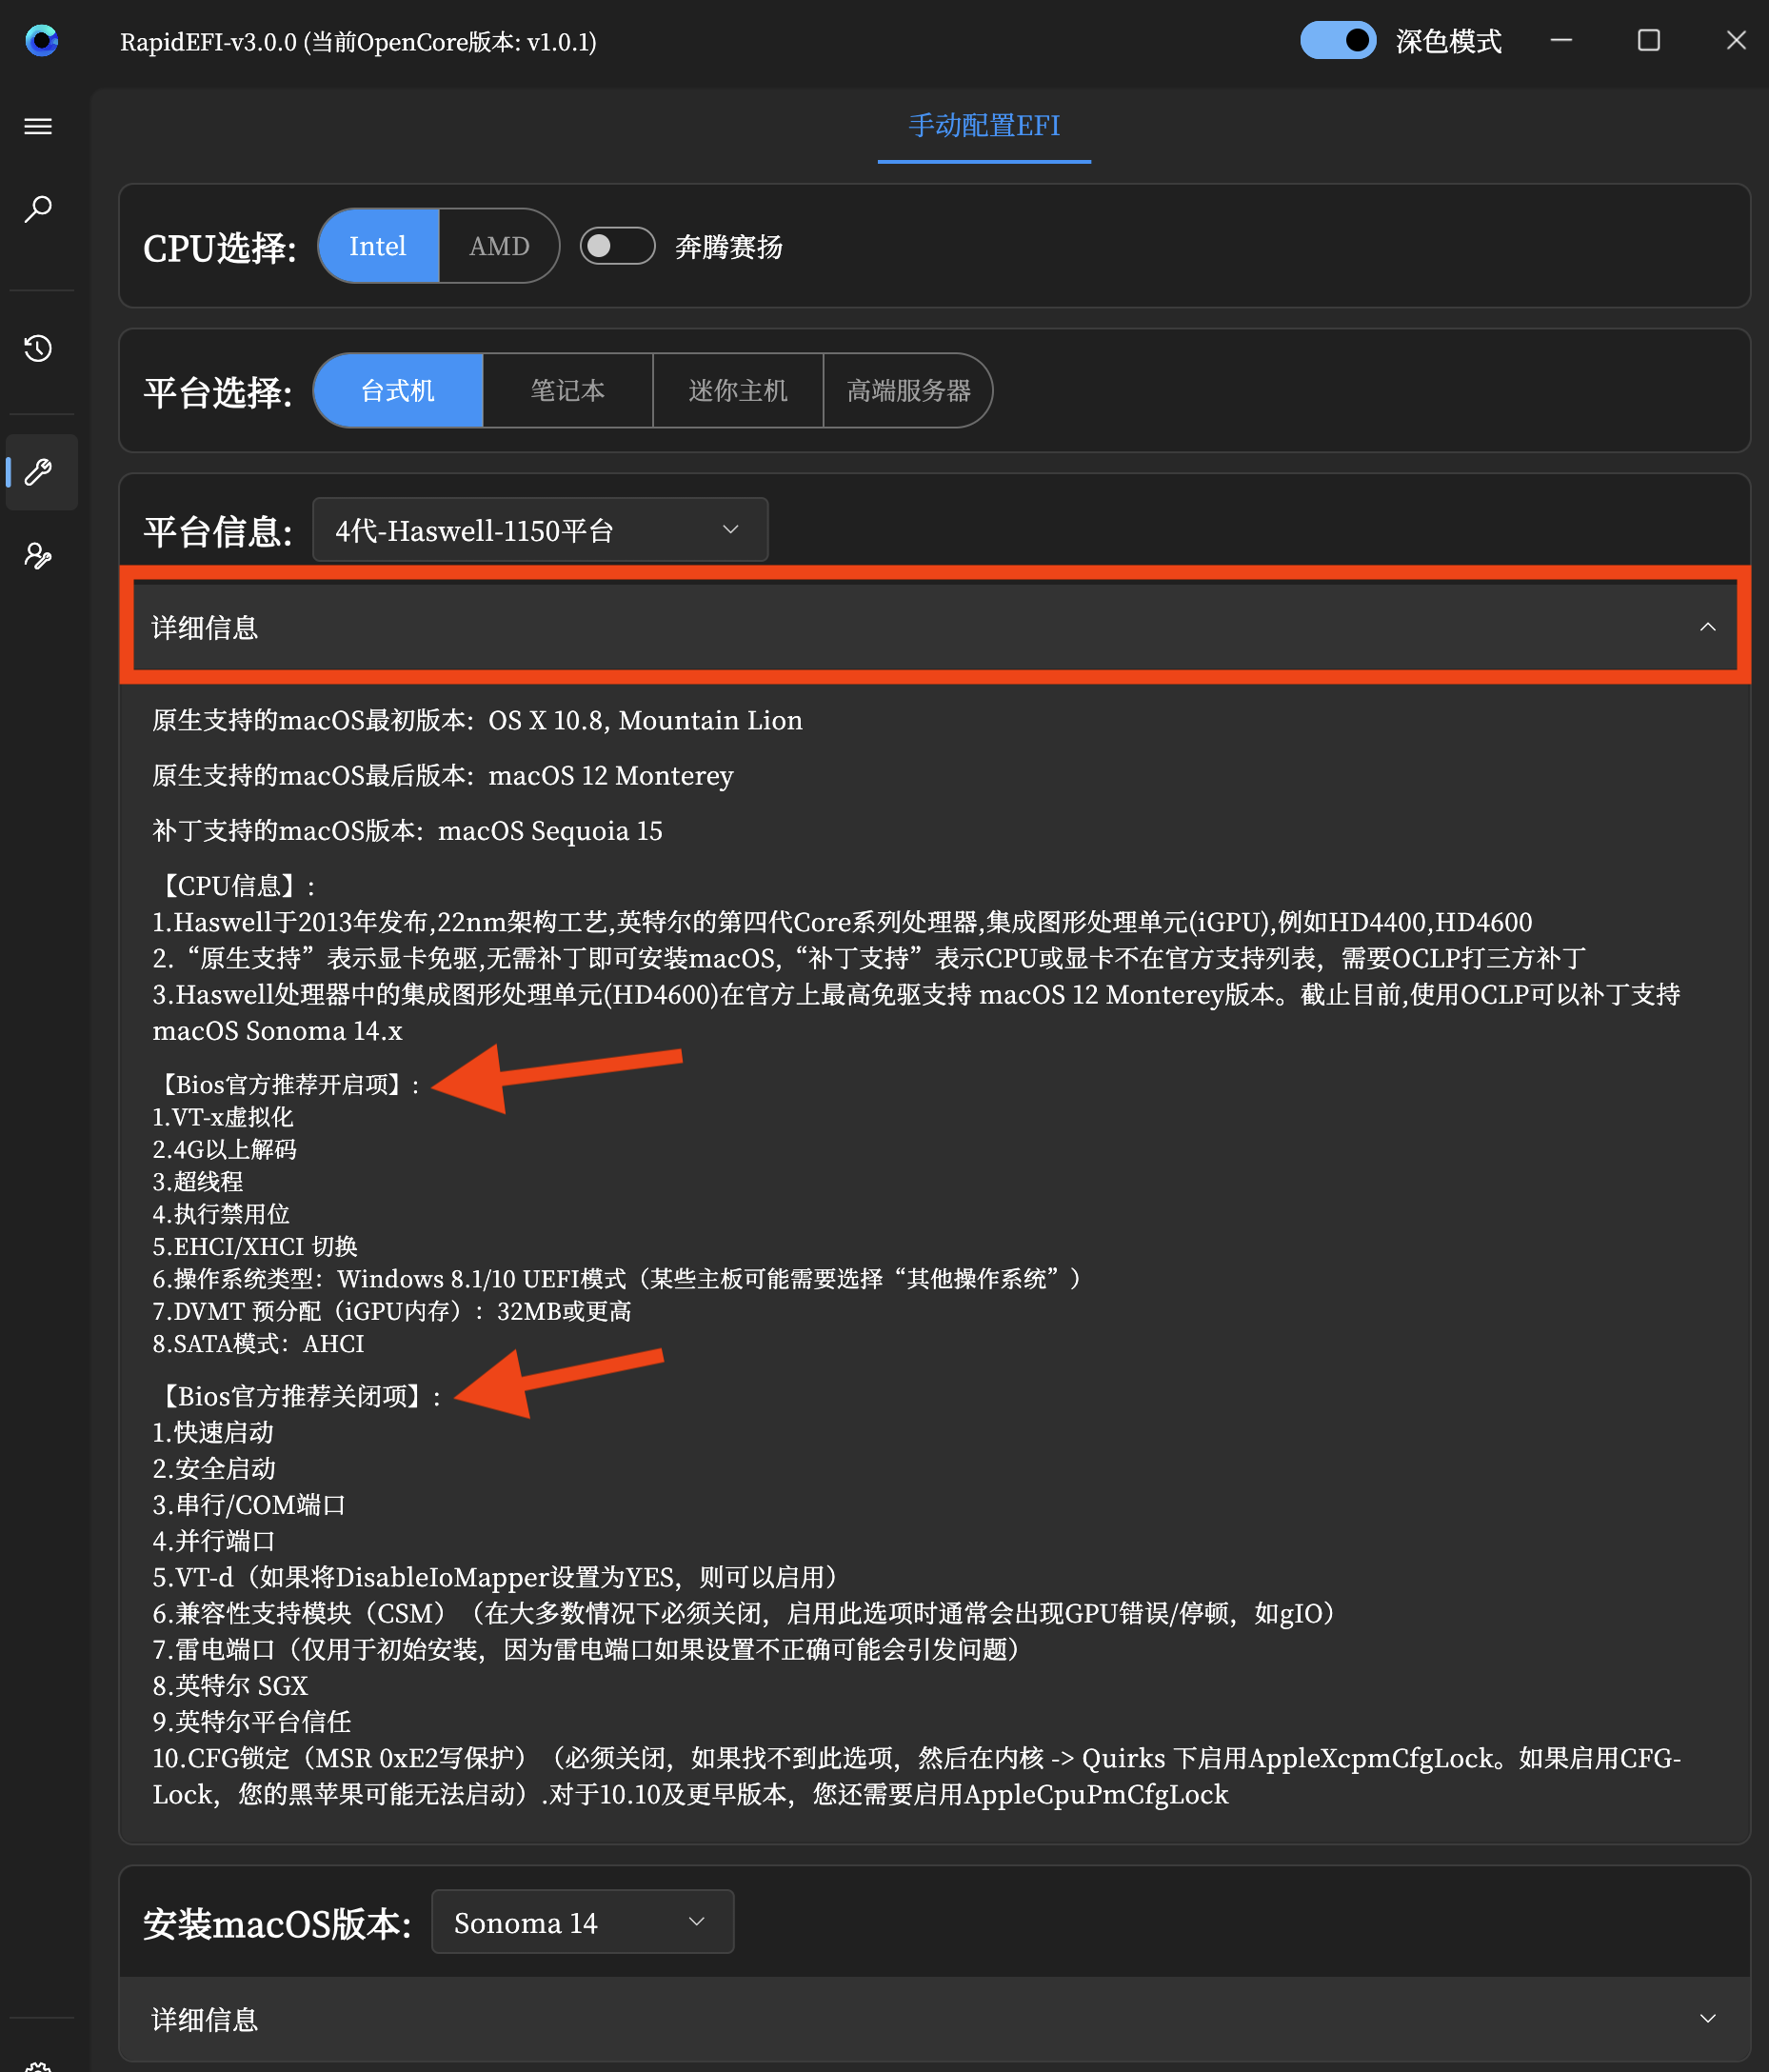 RapidEFI-v3.0.0 (当前OpenCore版本: v1.0.1)
深色模式
手动配置EFI
CPU选择:
Intel
AMD
奔腾赛扬
平台选择:
台式机
笔记本
迷你主机
高端服务器
平台信息:
4代-Haswell-1150平台
详细信息
原生支持的macOS最初版本：OS X 10.8, Mountain Lion
原生支持的macOS最后版本：macOS 12 Monterey
补丁支持的macOS版本：macOS Sequoia 15
【CPU信息】:
1.Haswell于2013年发布,22nm架构工艺,英特尔的第四代Core系列处理器,集成图形处理单元(iGPU),例如HD4400,HD4600
2.“原生支持”表示显卡免驱,无需补丁即可安装macOS,“补丁支持”表示CPU或显卡不在官方支持列表，需要OCLP打三方补丁
3.Haswell处理器中的集成图形处理单元(HD4600)在官方上最高免驱支持 macOS 12 Monterey版本。截止目前,使用OCLP可以补丁支持
macOS Sonoma 14.x
【Bios官方推荐开启项】:
1.VT-x虚拟化
2.4G以上解码
3.超线程
4.执行禁用位
5.EHCI/XHCI 切换
6.操作系统类型：Windows 8.1/10 UEFI模式（某些主板可能需要选择“其他操作系统”）
7.DVMT 预分配（iGPU内存）：32MB或更高
8.SATA模式：AHCI
【Bios官方推荐关闭项】:
1.快速启动
2.安全启动
3.串行/COM端口
4.并行端口
5.VT-d（如果将DisableIoMapper设置为YES，则可以启用）
6.兼容性支持模块（CSM）（在大多数情况下必须关闭，启用此选项时通常会出现GPU错误/停顿，如gIO）
7.雷电端口（仅用于初始安装，因为雷电端口如果设置不正确可能会引发问题）
8.英特尔 SGX
9.英特尔平台信任
10.CFG锁定（MSR 0xE2写保护）（必须关闭，如果找不到此选项，然后在内核 -> Quirks 下启用AppleXcpmCfgLock。如果启用CFG-
Lock，您的黑苹果可能无法启动）.对于10.10及更早版本，您还需要启用AppleCpuPmCfgLock
安装macOS版本:
Sonoma 14
详细信息